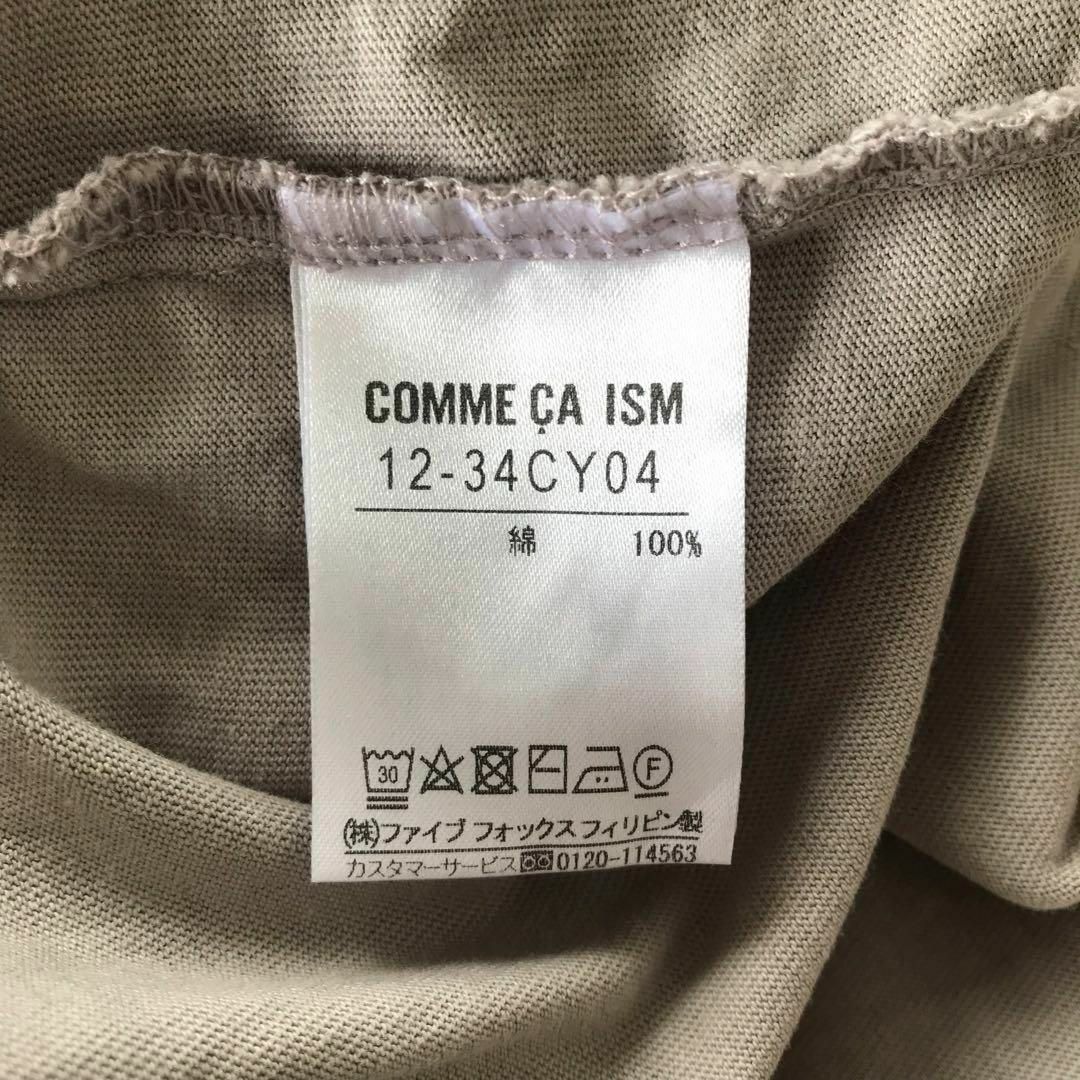 COMME ÇA ISM
12-34CY04
綿 100%
30 F
(株)ファイブ フォックス フィリピン製
カスタマーサービス 0120-114563